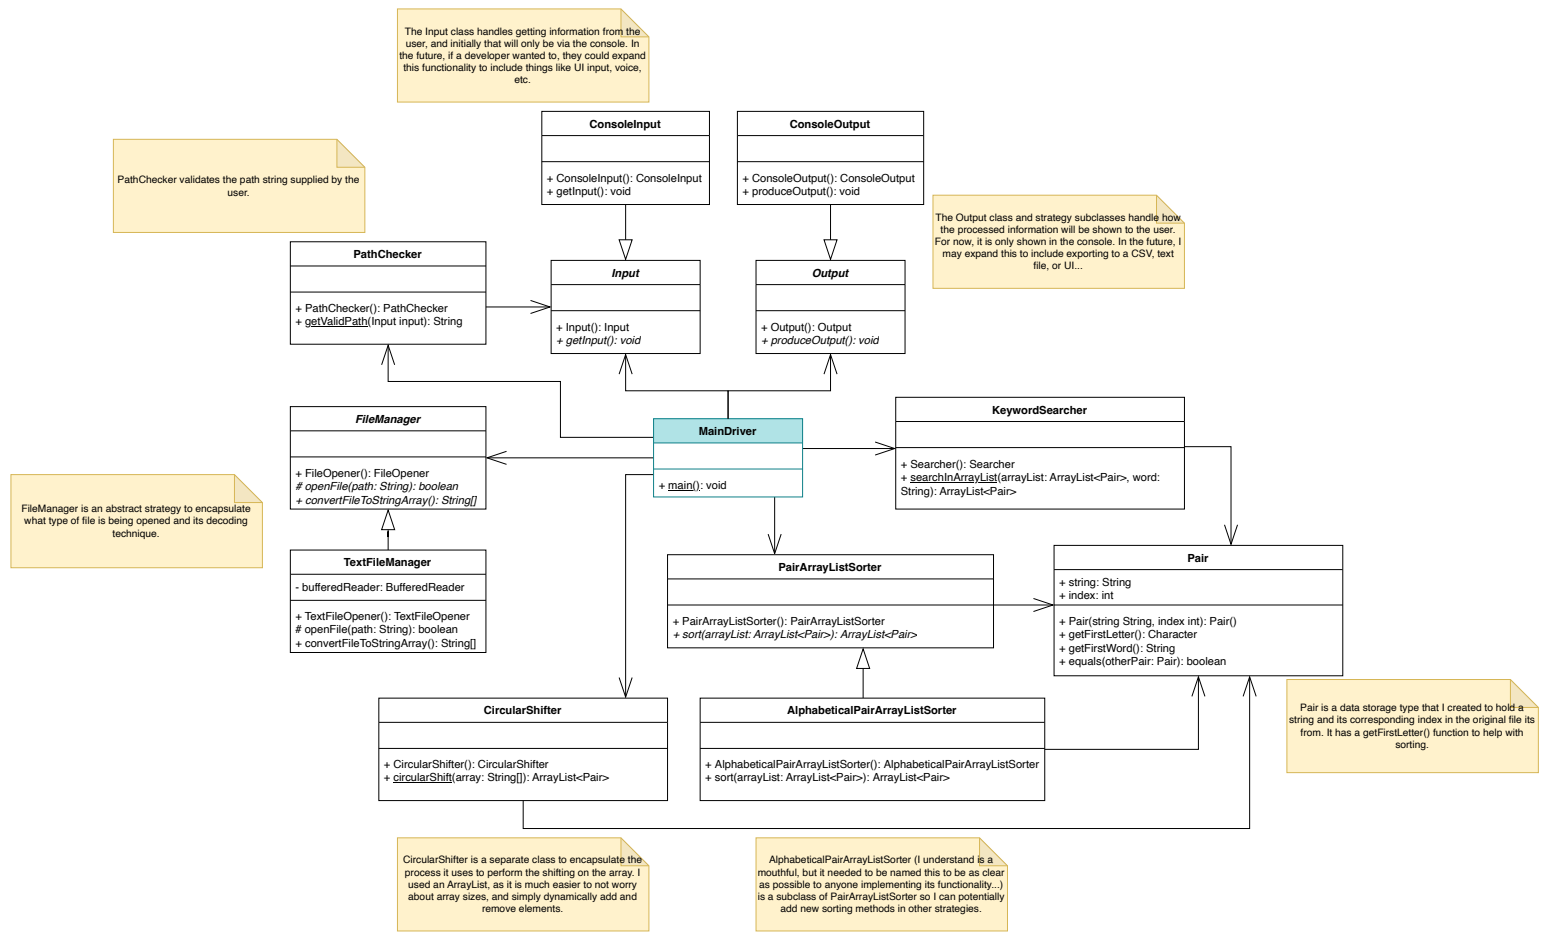 The Input class handles getting information from the
user, and initially that will only be via the console. In
the future, if a developer wanted to, they could expand
this functionality to include things like UI input, voice,
etc.
ConsoleInput
+ ConsoleInput(): ConsoleInput
+ getInput(): void
ConsoleOutput
+ ConsoleOutput(): ConsoleOutput
+ produceOutput(): void
PathChecker validates the path string supplied by the
user.
The Output class and strategy subclasses handle how
the processed information will be shown to the user.
For now, it is only shown in the console. In the future, I
may expand this to include exporting to a CSV, text
file, or UI...
PathChecker
+ PathChecker(): PathChecker
+ getValidPath(Input input): String
Input
+ Input(): Input
+ getInput(): void
Output
+ Output(): Output
+ produceOutput(): void
FileManager
+ FileOpener(): FileOpener
# openFile(path: String): boolean
+ convertFileToStringArray(): String[]
MainDriver
+ main(): void
KeywordSearcher
+ Searcher(): Searcher
+ searchInArrayList(arrayList: ArrayList<Pair>, word:
String): ArrayList<Pair>
FileManager is an abstract strategy to encapsulate
what type of file is being opened and its decoding
technique.
TextFileManager
- bufferedReader: BufferedReader
+ TextFileOpener(): TextFileOpener
# openFile(path: String): boolean
+ convertFileToStringArray(): String[]
PairArrayListSorter
+ PairArrayListSorter(): PairArrayListSorter
+ sort(arrayList: ArrayList<Pair>): ArrayList<Pair>
Pair
+ string: String
+ index: int
+ Pair(string String, index int): Pair()
+ getFirstLetter(): Character
+ getFirstWord(): String
+ equals(otherPair: Pair): boolean
CircularShifter
+ CircularShifter(): CircularShifter
+ circularShift(array: String[]): ArrayList<Pair>
AlphabeticalPairArrayListSorter
+ AlphabeticalPairArrayListSorter(): AlphabeticalPairArrayListSorter
+ sort(arrayList: ArrayList<Pair>): ArrayList<Pair>
Pair is a data storage type that I created to hold a
string and its corresponding index in the original file its
from. It has a getFirstLetter() function to help with
sorting.
CircularShifter is a separate class to encapsulate the
process it uses to perform the shifting on the array. I
used an ArrayList, as it is much easier to not worry
about array sizes, and simply dynamically add and
remove elements.
AlphabeticalPairArrayListSorter (I understand is a
mouthful, but it needed to be named this to be as clear
as possible to anyone implementing its functionality...)
is a subclass of PairArrayListSorter so I can potentially
add new sorting methods in other strategies.